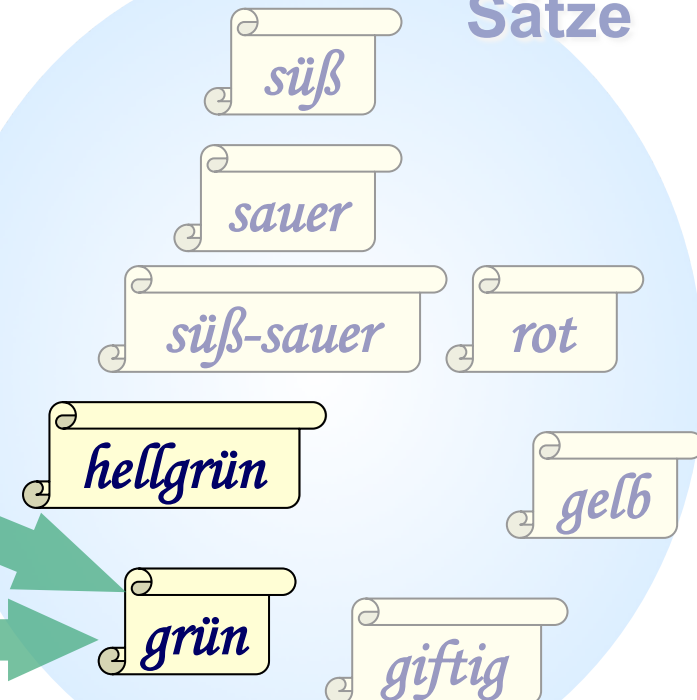 Sätze
süß
sauer
süß-sauer
rot
hellgrün
gelb
grün
giftig